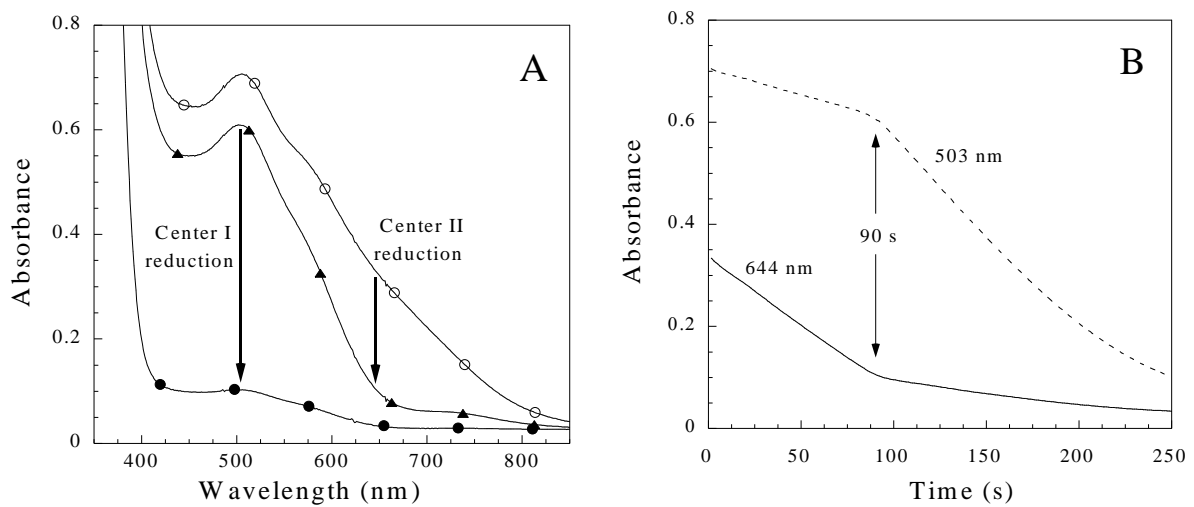 A
0.8
0.6
0.4
0.2
0
Absorbance
Center I
reduction
Center II
reduction
400 500 600 700 800
Wavelength (nm)
B
0.8
0.6
0.4
0.2
0.0
Absorbance
503 nm
90 s
644 nm
0 50 100 150 200 250
Time (s)